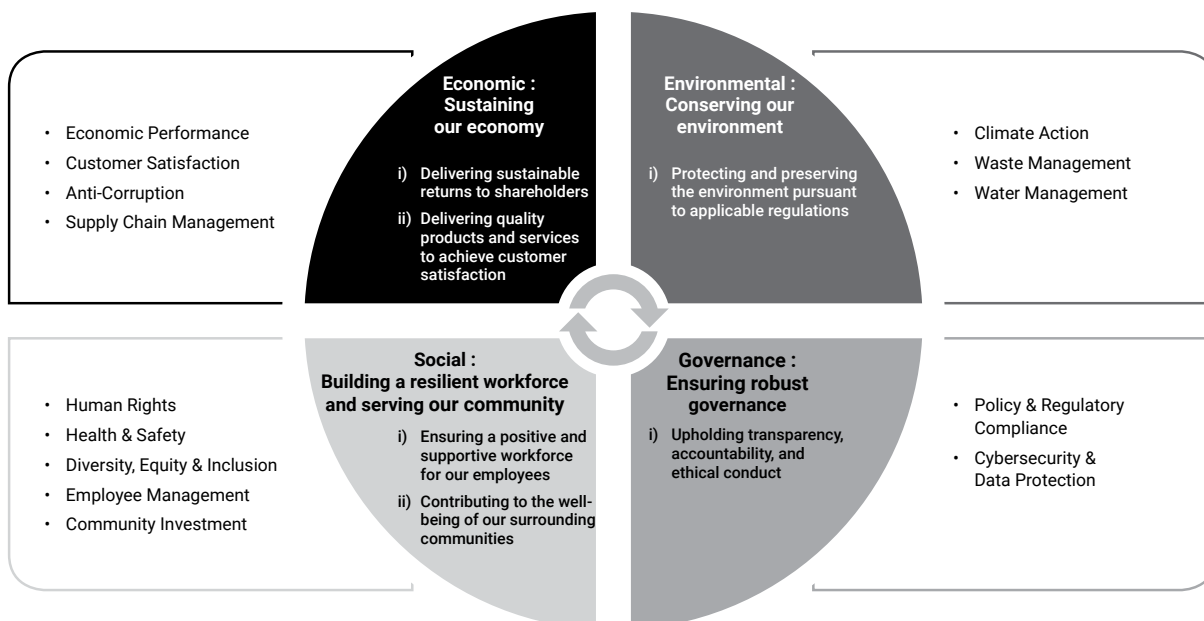 • Economic Performance
• Customer Satisfaction
• Anti-Corruption
• Supply Chain Management
Economic :
Sustaining
our economy
i) Delivering sustainable
returns to shareholders
ii) Delivering quality
products and services
to achieve customer
satisfaction
Environmental :
Conserving our
environment
i) Protecting and preserving
the environment pursuant
to applicable regulations
• Climate Action
• Waste Management
• Water Management
• Human Rights
• Health & Safety
• Diversity, Equity & Inclusion
• Employee Management
• Community Investment
Social :
Building a resilient workforce
and serving our community
i) Ensuring a positive and
supportive workforce
for our employees
ii) Contributing to the well-
being of our surrounding
communities
Governance :
Ensuring robust
governance
i) Upholding transparency,
accountability, and
ethical conduct
• Policy & Regulatory
Compliance
• Cybersecurity &
Data Protection